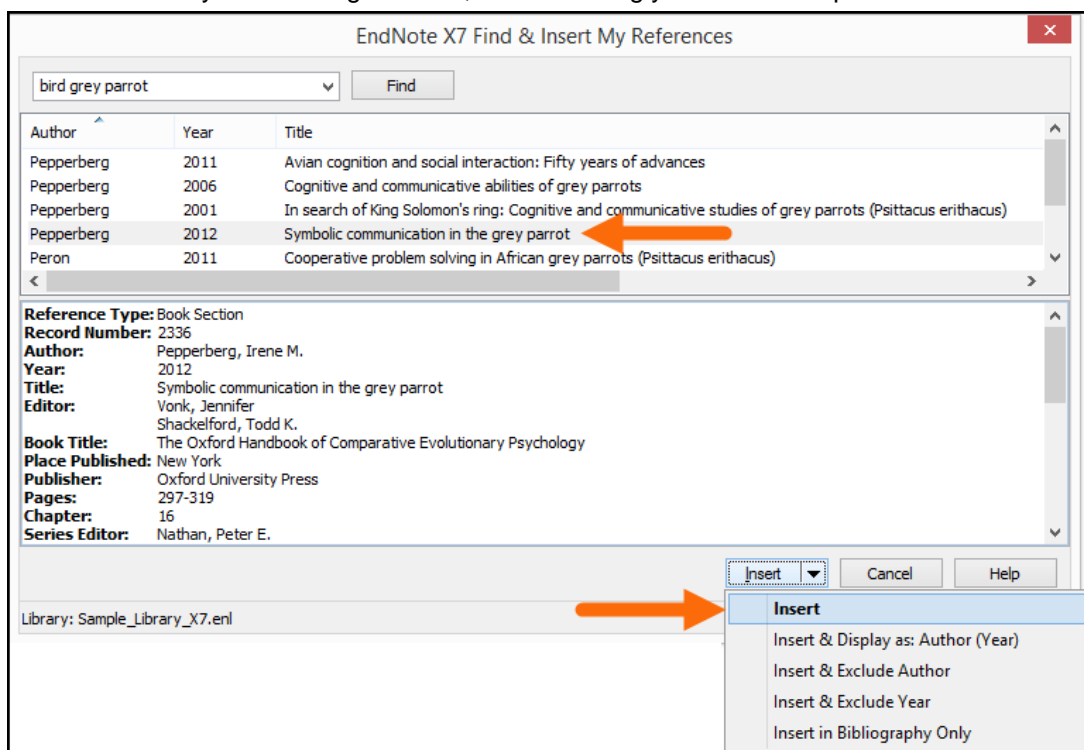 EndNote X7 Find & Insert My References
bird grey parrot Find
Author Year Title
Pepperberg 2011 Avian cognition and social interaction: Fifty years of advances
Pepperberg 2006 Cognitive and communicative abilities of grey parrots
Pepperberg 2001 In search of King Solomon's ring: Cognitive and communicative studies of grey parrots (Psittacus erithacus)
Pepperberg 2012 Symbolic communication in the grey parrot
Peron 2011 Cooperative problem solving in African grey parrots (Psittacus erithacus)
Reference Type: Book Section
Record Number: 2336
Author: Pepperberg, Irene M.
Year: 2012
Title: Symbolic communication in the grey parrot
Editor: Vonk, Jennifer
Shackelford, Todd K.
Book Title: The Oxford Handbook of Comparative Evolutionary Psychology
Place Published: New York
Publisher: Oxford University Press
Pages: 297-319
Chapter: 16
Series Editor: Nathan, Peter E.
Insert Cancel Help
Library: Sample_Library_X7.enl
Insert
Insert & Display as: Author (Year)
Insert & Exclude Author
Insert & Exclude Year
Insert in Bibliography Only